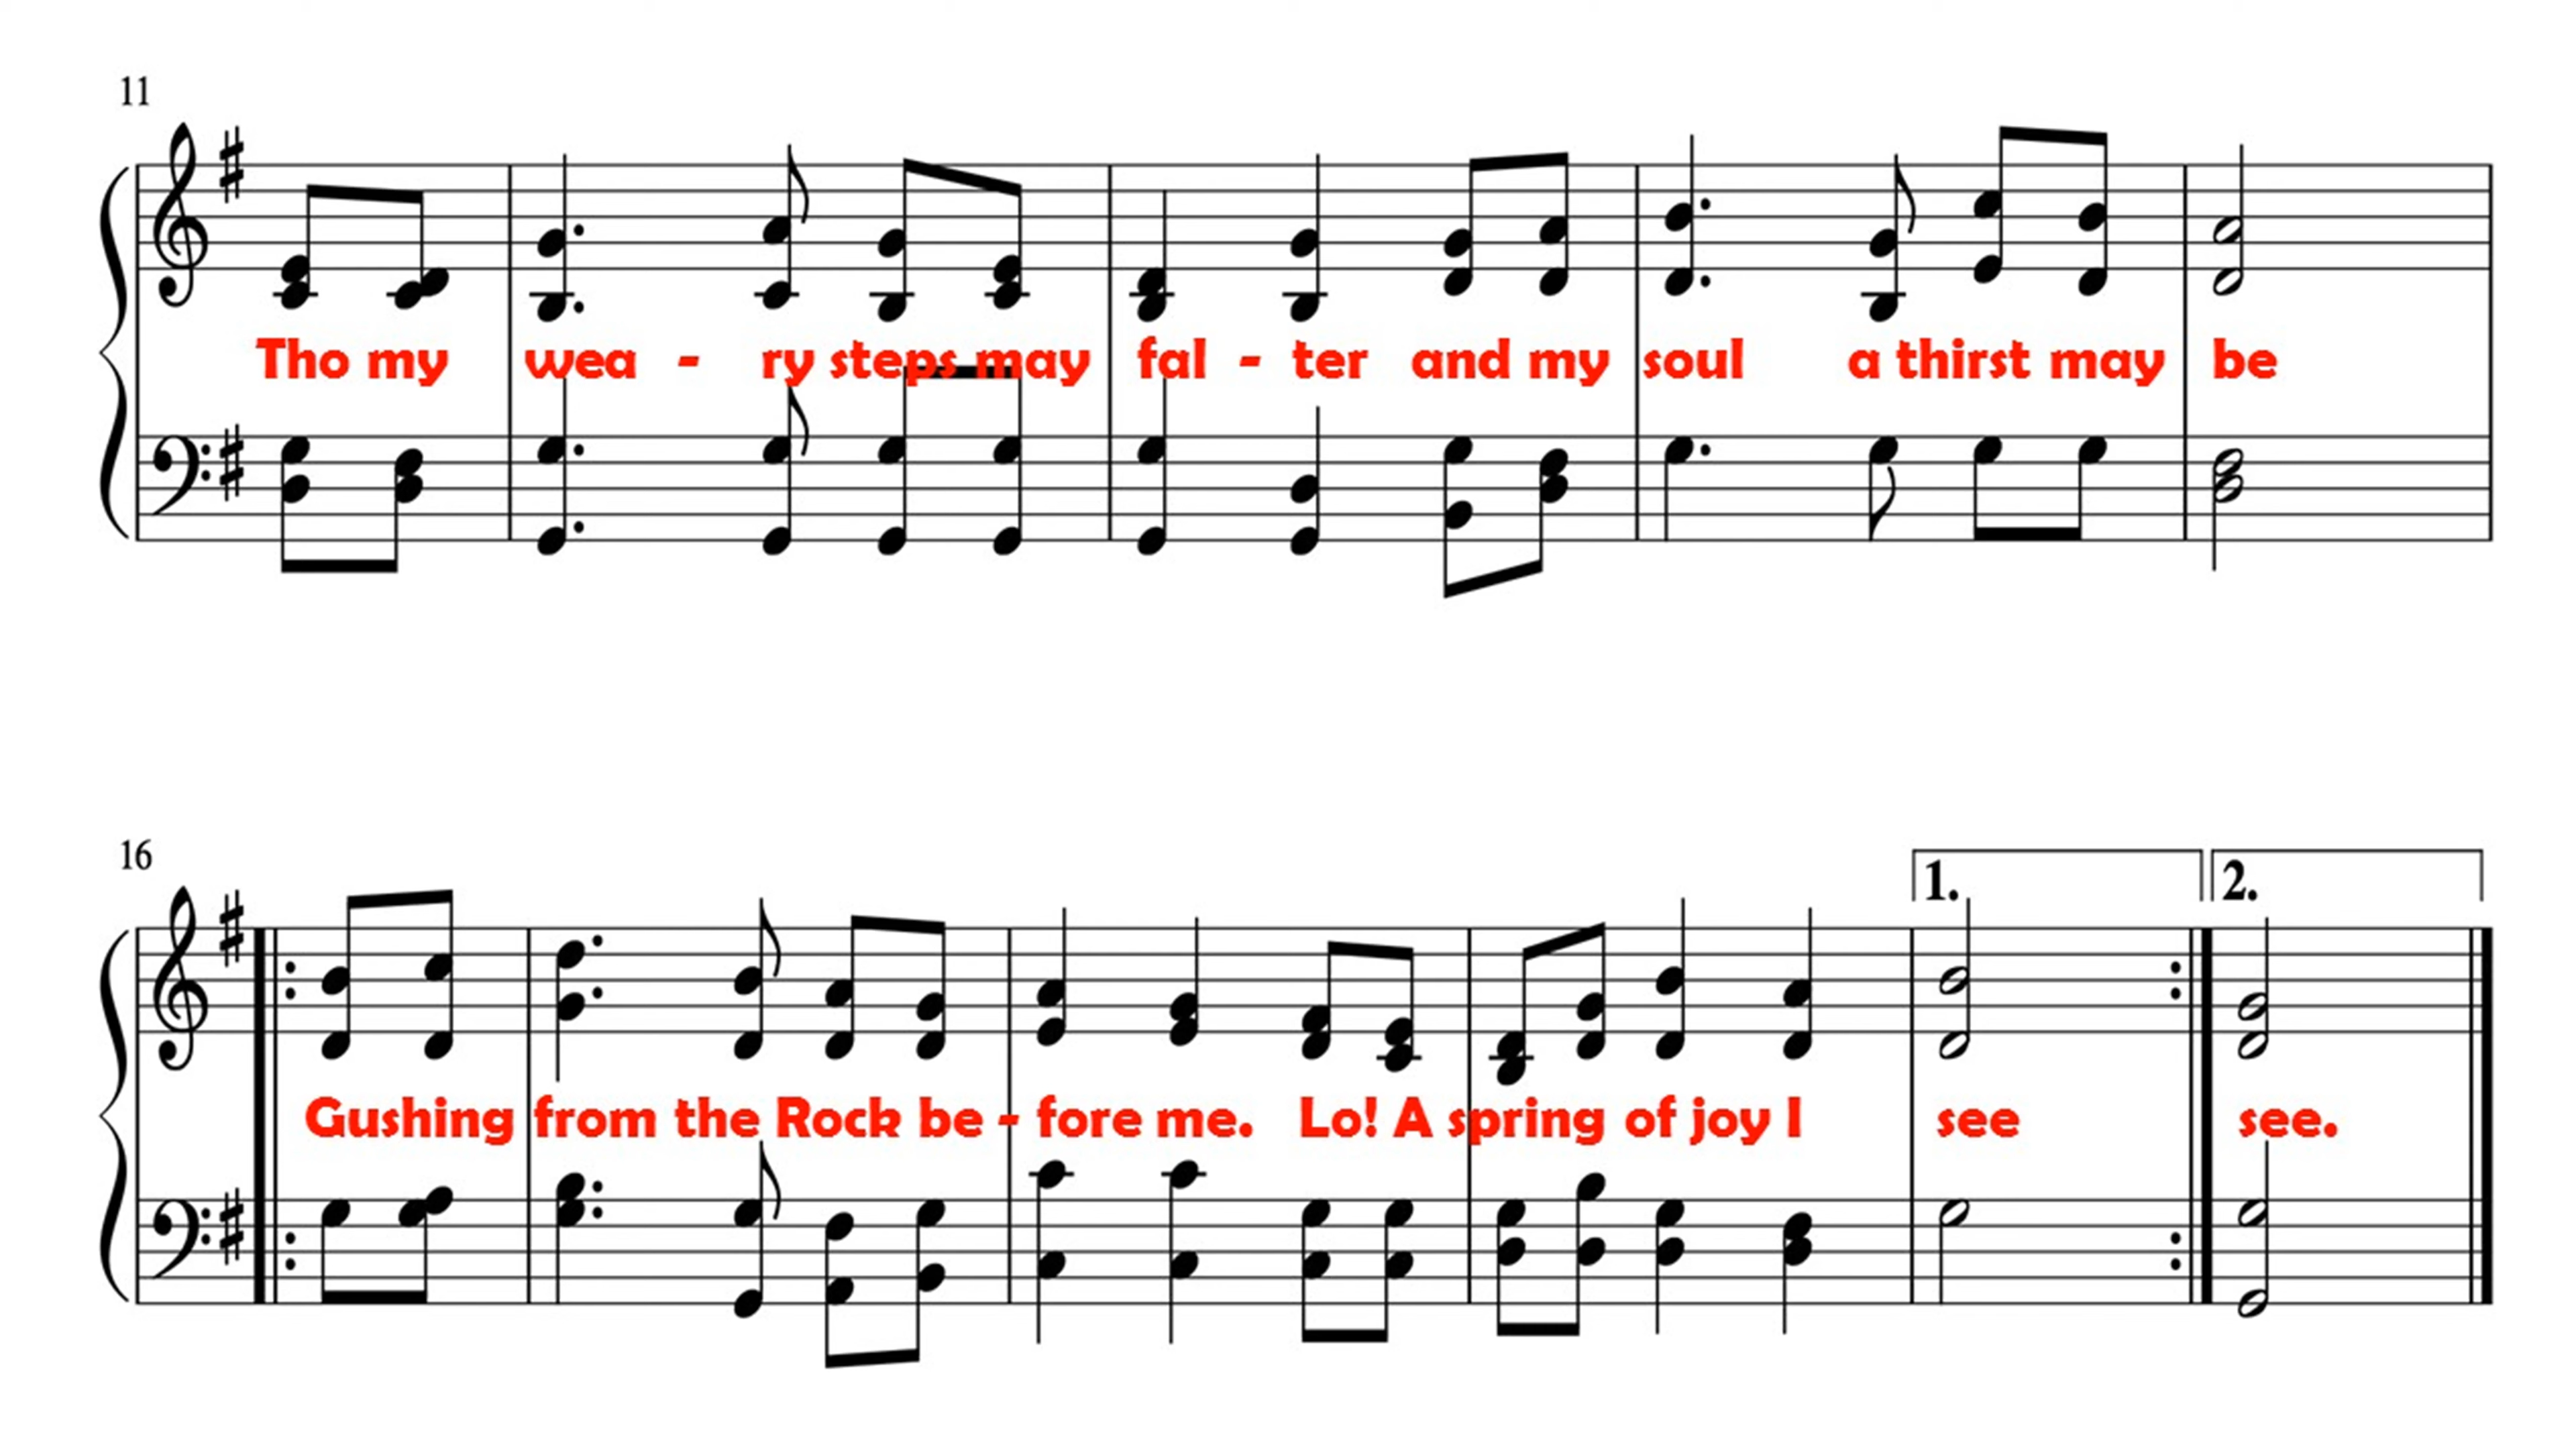 11
Tho my wea - ry steps may fal - ter and my soul a thirst may be
16
1. 2.
Gushing from the Rock be - fore me. Lo! A spring of joy I see see.